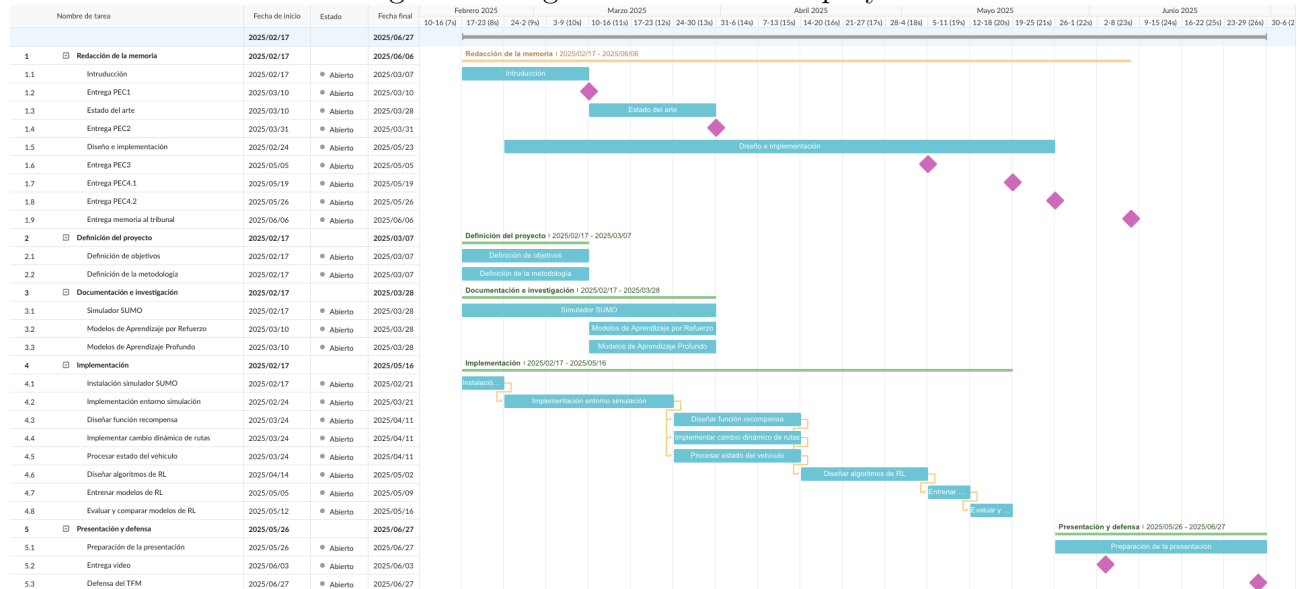 Nombre de tarea Fecha de inicio Estado Fecha final Febrero 2025 Marzo 2025 Abril 2025 Mayo 2025 Junio 2025
10-16 (7s) 17-23 (8s) 24-2 (9s) 3-9 (10s) 10-16 (11s) 17-23 (12s) 24-30 (13s) 31-6 (14s) 7-13 (15s) 14-20 (16s) 21-27 (17s) 28-4 (18s) 5-11 (19s) 12-18 (20s) 19-25 (21s) 26-1 (22s) 2-8 (23s) 9-15 (24s) 16-22 (25s) 23-29 (26s) 30-6 (2
2025/02/17 2025/06/27
1 Redacción de la memoria 2025/02/17 2025/06/06 Redacción de la memoria 2025/02/17 - 2025/06/06
1.1 Intruducción 2025/02/17 Abierto 2025/03/07 Intruducción
1.2 Entrega PEC1 2025/03/10 Abierto 2025/03/10
1.3 Estado del arte 2025/03/10 Abierto 2025/03/28 Estado del arte
1.4 Entrega PEC2 2025/03/31 Abierto 2025/03/31
1.5 Diseño e implementación 2025/02/24 Abierto 2025/05/23 Diseño e implementación
1.6 Entrega PEC3 2025/05/05 Abierto 2025/05/05
1.7 Entrega PEC4.1 2025/05/19 Abierto 2025/05/19
1.8 Entrega PEC4.2 2025/05/26 Abierto 2025/05/26
1.9 Entrega memoria al tribunal 2025/06/06 Abierto 2025/06/06
2 Definición del proyecto 2025/02/17 2025/03/07 Definición del proyecto 2025/02/17 - 2025/03/07
2.1 Definición de objetivos 2025/02/17 Abierto 2025/03/07 Definición de objetivos
2.2 Definición de la metodología 2025/02/17 Abierto 2025/03/07 Definición de la metodología
3 Documentación e investigación 2025/02/17 2025/03/28 Documentación e investigación 2025/02/17 - 2025/03/28
3.1 Simulador SUMO 2025/02/17 Abierto 2025/03/28 Simulador SUMO
3.2 Modelos de Aprendizaje por Refuerzo 2025/03/10 Abierto 2025/03/28 Modelos de Aprendizaje por Refuerzo
3.3 Modelos de Aprendizaje Profundo 2025/03/10 Abierto 2025/03/28 Modelos de Aprendizaje Profundo
4 Implementación 2025/02/17 2025/05/16 Implementación 2025/02/17 - 2025/05/16
4.1 Instalación simulador SUMO 2025/02/17 Abierto 2025/02/21 Instalació...
4.2 Implementación entorno simulación 2025/02/24 Abierto 2025/03/21 Implementación entorno simulación
4.3 Diseñar función recompensa 2025/03/24 Abierto 2025/04/11 Diseñar función recompensa
4.4 Implementar cambio dinámico de rutas 2025/03/24 Abierto 2025/04/11 Implementar cambio dinámico de rutas
4.5 Procesar estado del vehículo 2025/03/24 Abierto 2025/04/11 Procesar estado del vehículo
4.6 Diseñar algoritmos de RL 2025/04/14 Abierto 2025/05/02 Diseñar algoritmos de RL
4.7 Entrenar modelos de RL 2025/05/05 Abierto 2025/05/09 Entrenar ...
4.8 Evaluar y comparar modelos de RL 2025/05/12 Abierto 2025/05/16 Evaluar y ...
5 Presentación y defensa 2025/05/26 2025/06/27 Presentación y defensa 2025/05/26 - 2025/06/27
5.1 Preparación de la presentación 2025/05/26 Abierto 2025/06/27 Preparación de la presentación
5.2 Entrega video 2025/06/03 Abierto 2025/06/03
5.3 Defensa del TFM 2025/06/27 Abierto 2025/06/27